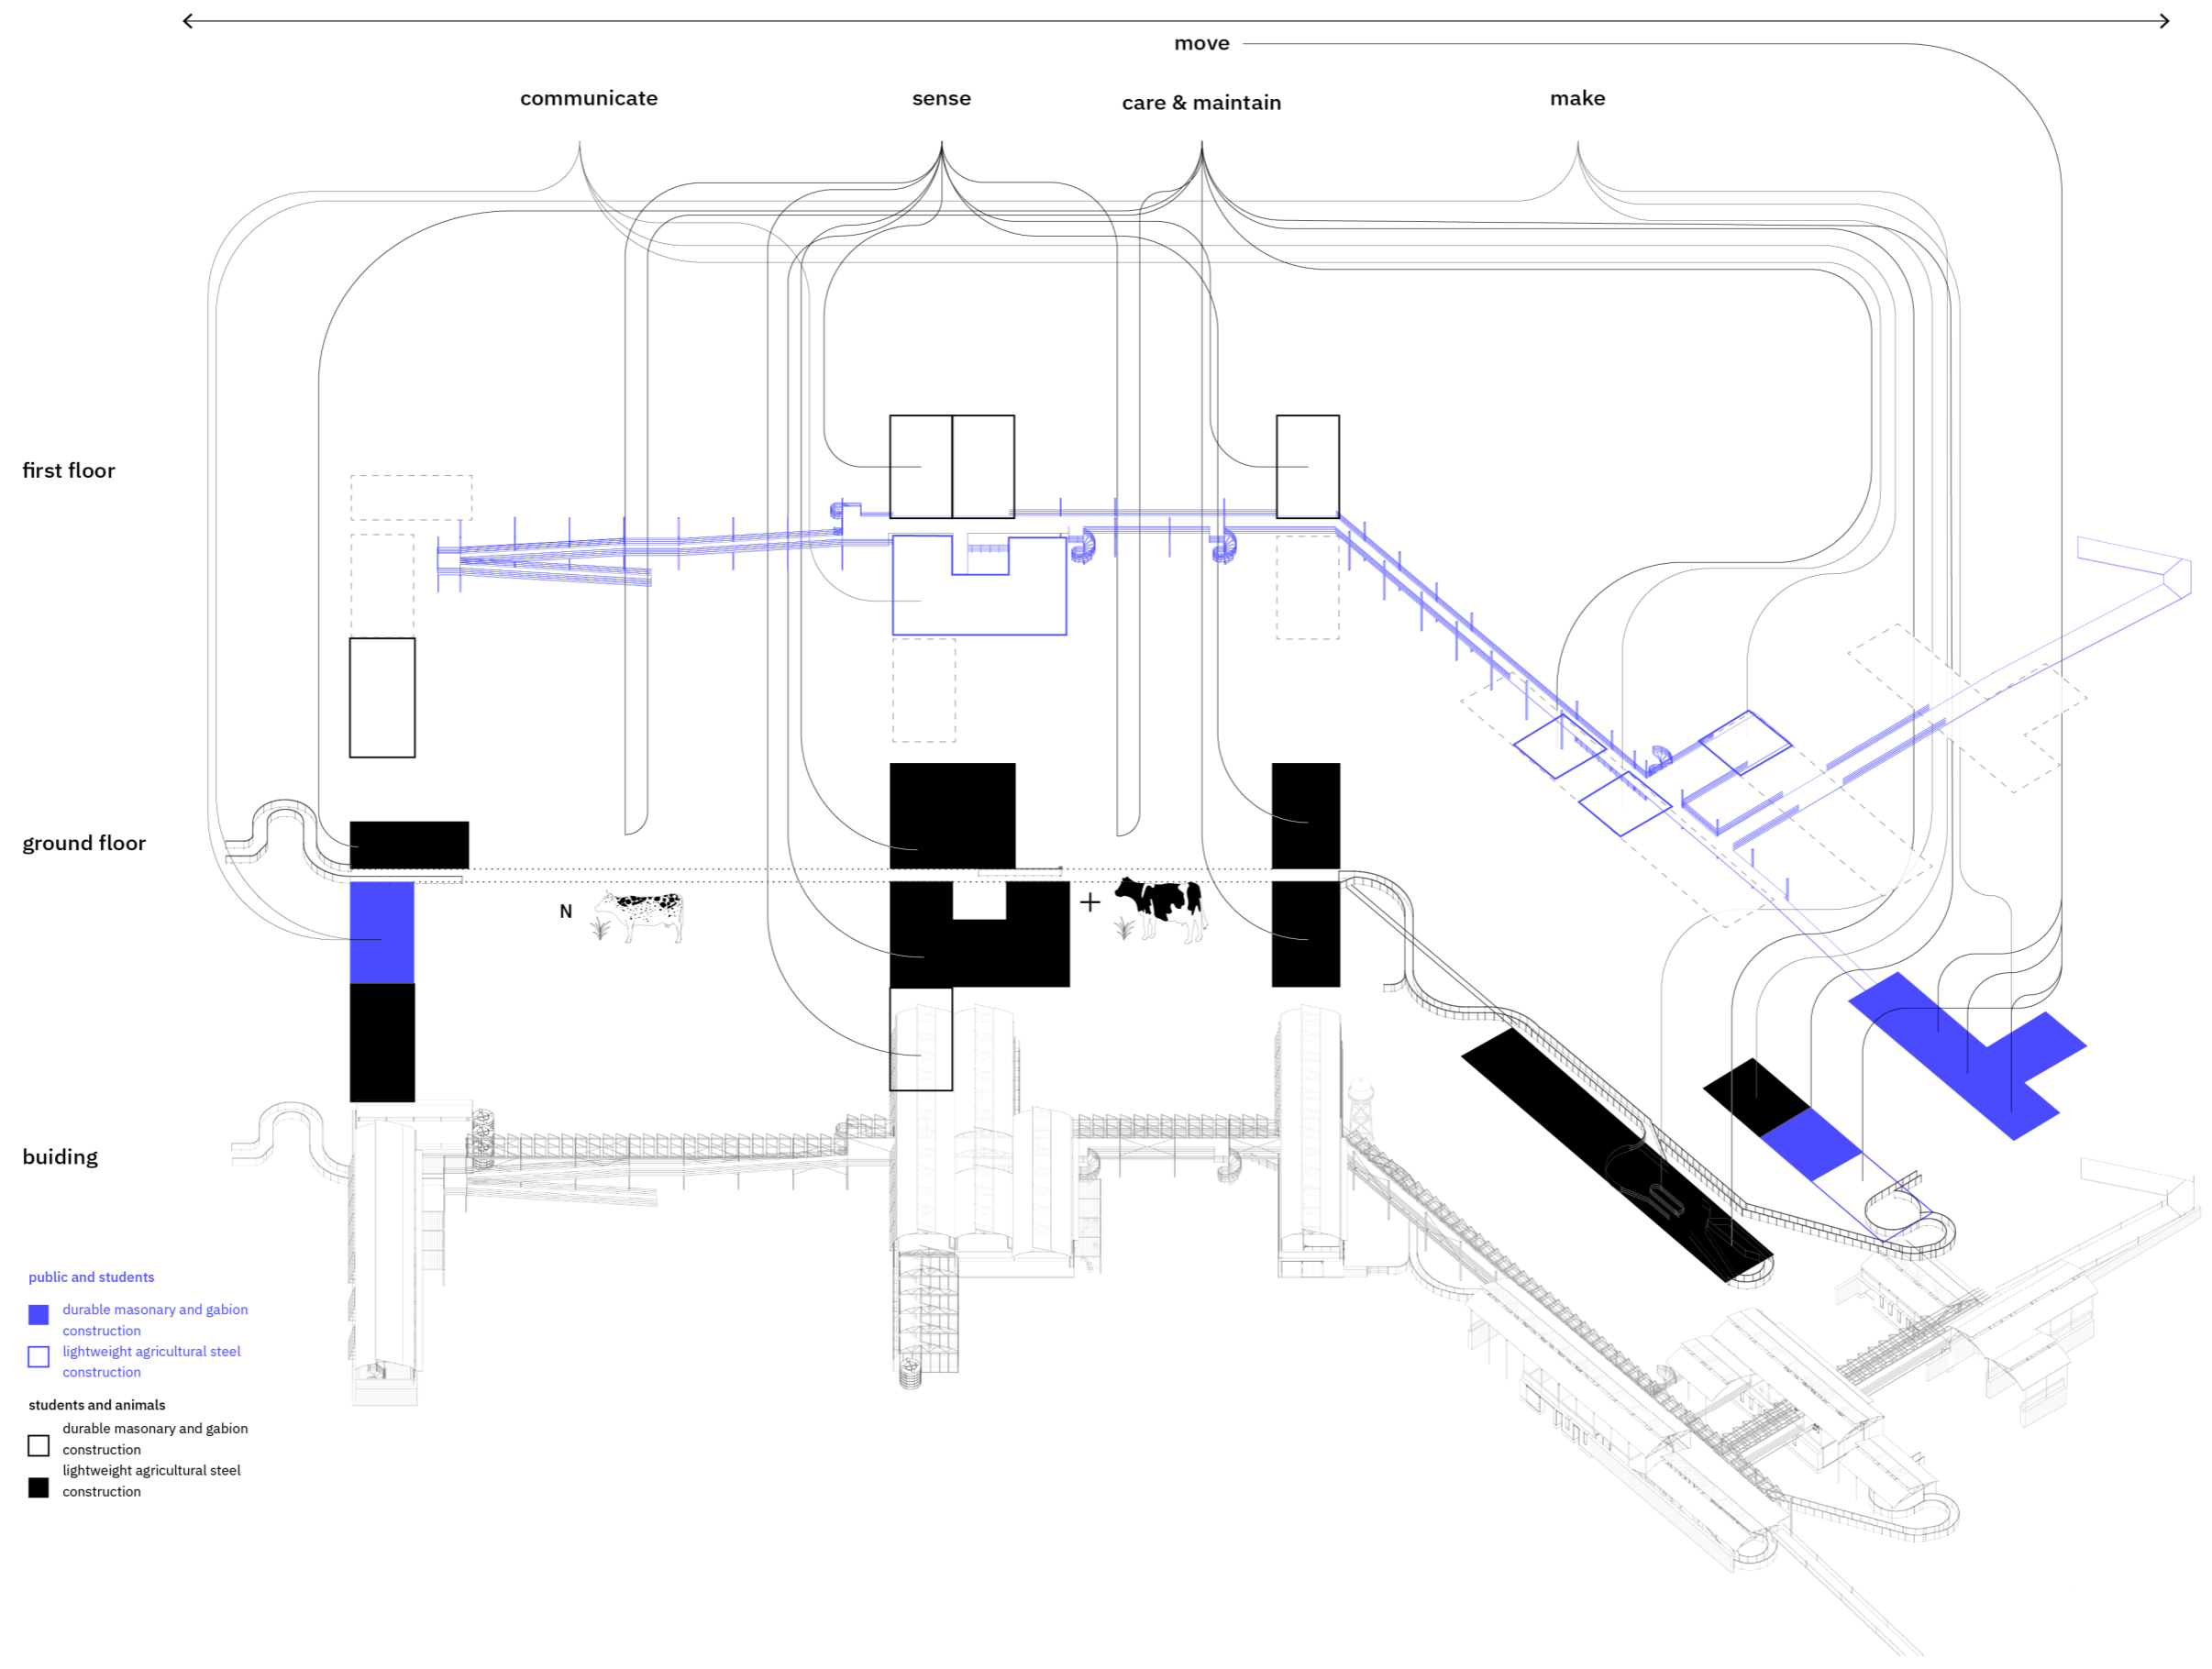 move
communicate
sense
care & maintain
make
first floor
ground floor
N
+
buiding
public and students
durable masonary and gabion
construction
lightweight agricultural steel
construction
students and animals
durable masonary and gabion
construction
lightweight agricultural steel
construction